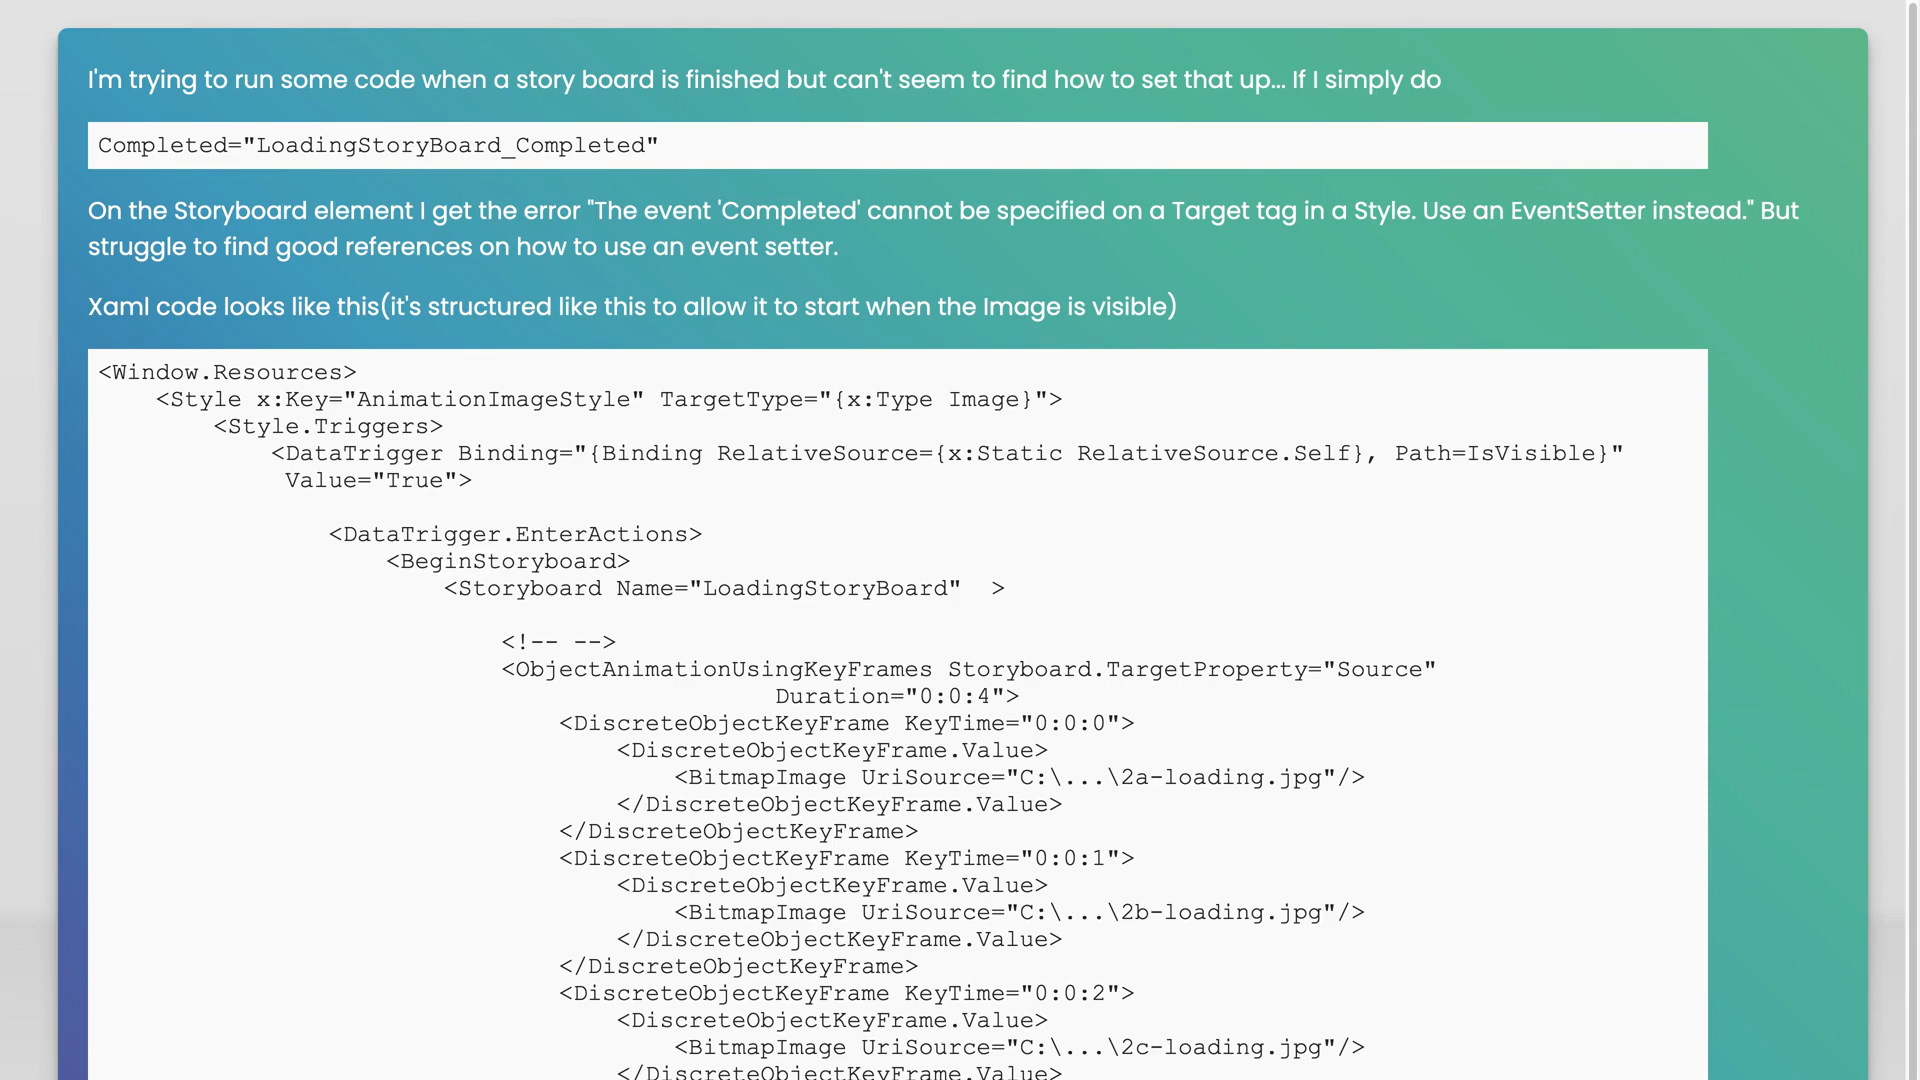 I'm trying to run some code when a story board is finished but can't seem to find how to set that up... If I simply do
Completed="LoadingStoryBoard_Completed"
On the Storyboard element I get the error "The event 'Completed' cannot be specified on a Target tag in a Style. Use an EventSetter instead." But
struggle to find good references on how to use an event setter.
Xaml code looks like this(it's structured like this to allow it to start when the Image is visible)
<Window.Resources>
    <Style x:Key="AnimationImageStyle" TargetType="{x:Type Image}">
        <Style.Triggers>
            <DataTrigger Binding="{Binding RelativeSource={x:Static RelativeSource.Self}, Path=IsVisible}"
             Value="True">
                <DataTrigger.EnterActions>
                    <BeginStoryboard>
                        <Storyboard Name="LoadingStoryBoard"  >
                            <!-- -->
                            <ObjectAnimationUsingKeyFrames Storyboard.TargetProperty="Source"
                                               Duration="0:0:4">
                                <DiscreteObjectKeyFrame KeyTime="0:0:0">
                                    <DiscreteObjectKeyFrame.Value>
                                        <BitmapImage UriSource="C:\...\2a-loading.jpg"/>
                                    </DiscreteObjectKeyFrame.Value>
                                </DiscreteObjectKeyFrame>
                                <DiscreteObjectKeyFrame KeyTime="0:0:1">
                                    <DiscreteObjectKeyFrame.Value>
                                        <BitmapImage UriSource="C:\...\2b-loading.jpg"/>
                                    </DiscreteObjectKeyFrame.Value>
                                </DiscreteObjectKeyFrame>
                                <DiscreteObjectKeyFrame KeyTime="0:0:2">
                                    <DiscreteObjectKeyFrame.Value>
                                        <BitmapImage UriSource="C:\...\2c-loading.jpg"/>
                                    </DiscreteObjectKeyFrame.Value>